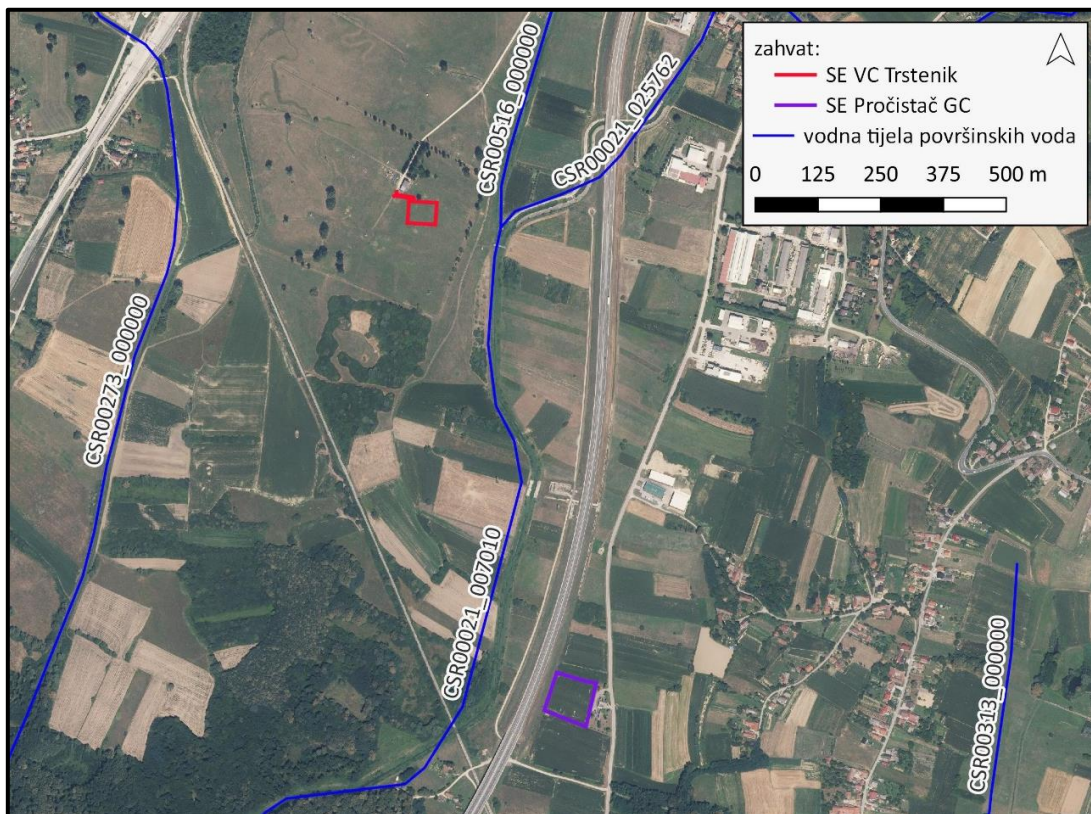 zahvat:
SE VC Trstenik
SE Pročistač GC
vodna tijela površinskih voda
0 125 250 375 500 m
CSR00516_000000
CSR00021_025762
CSR00273_000000
CSR00021_007010
CSR00313_000000